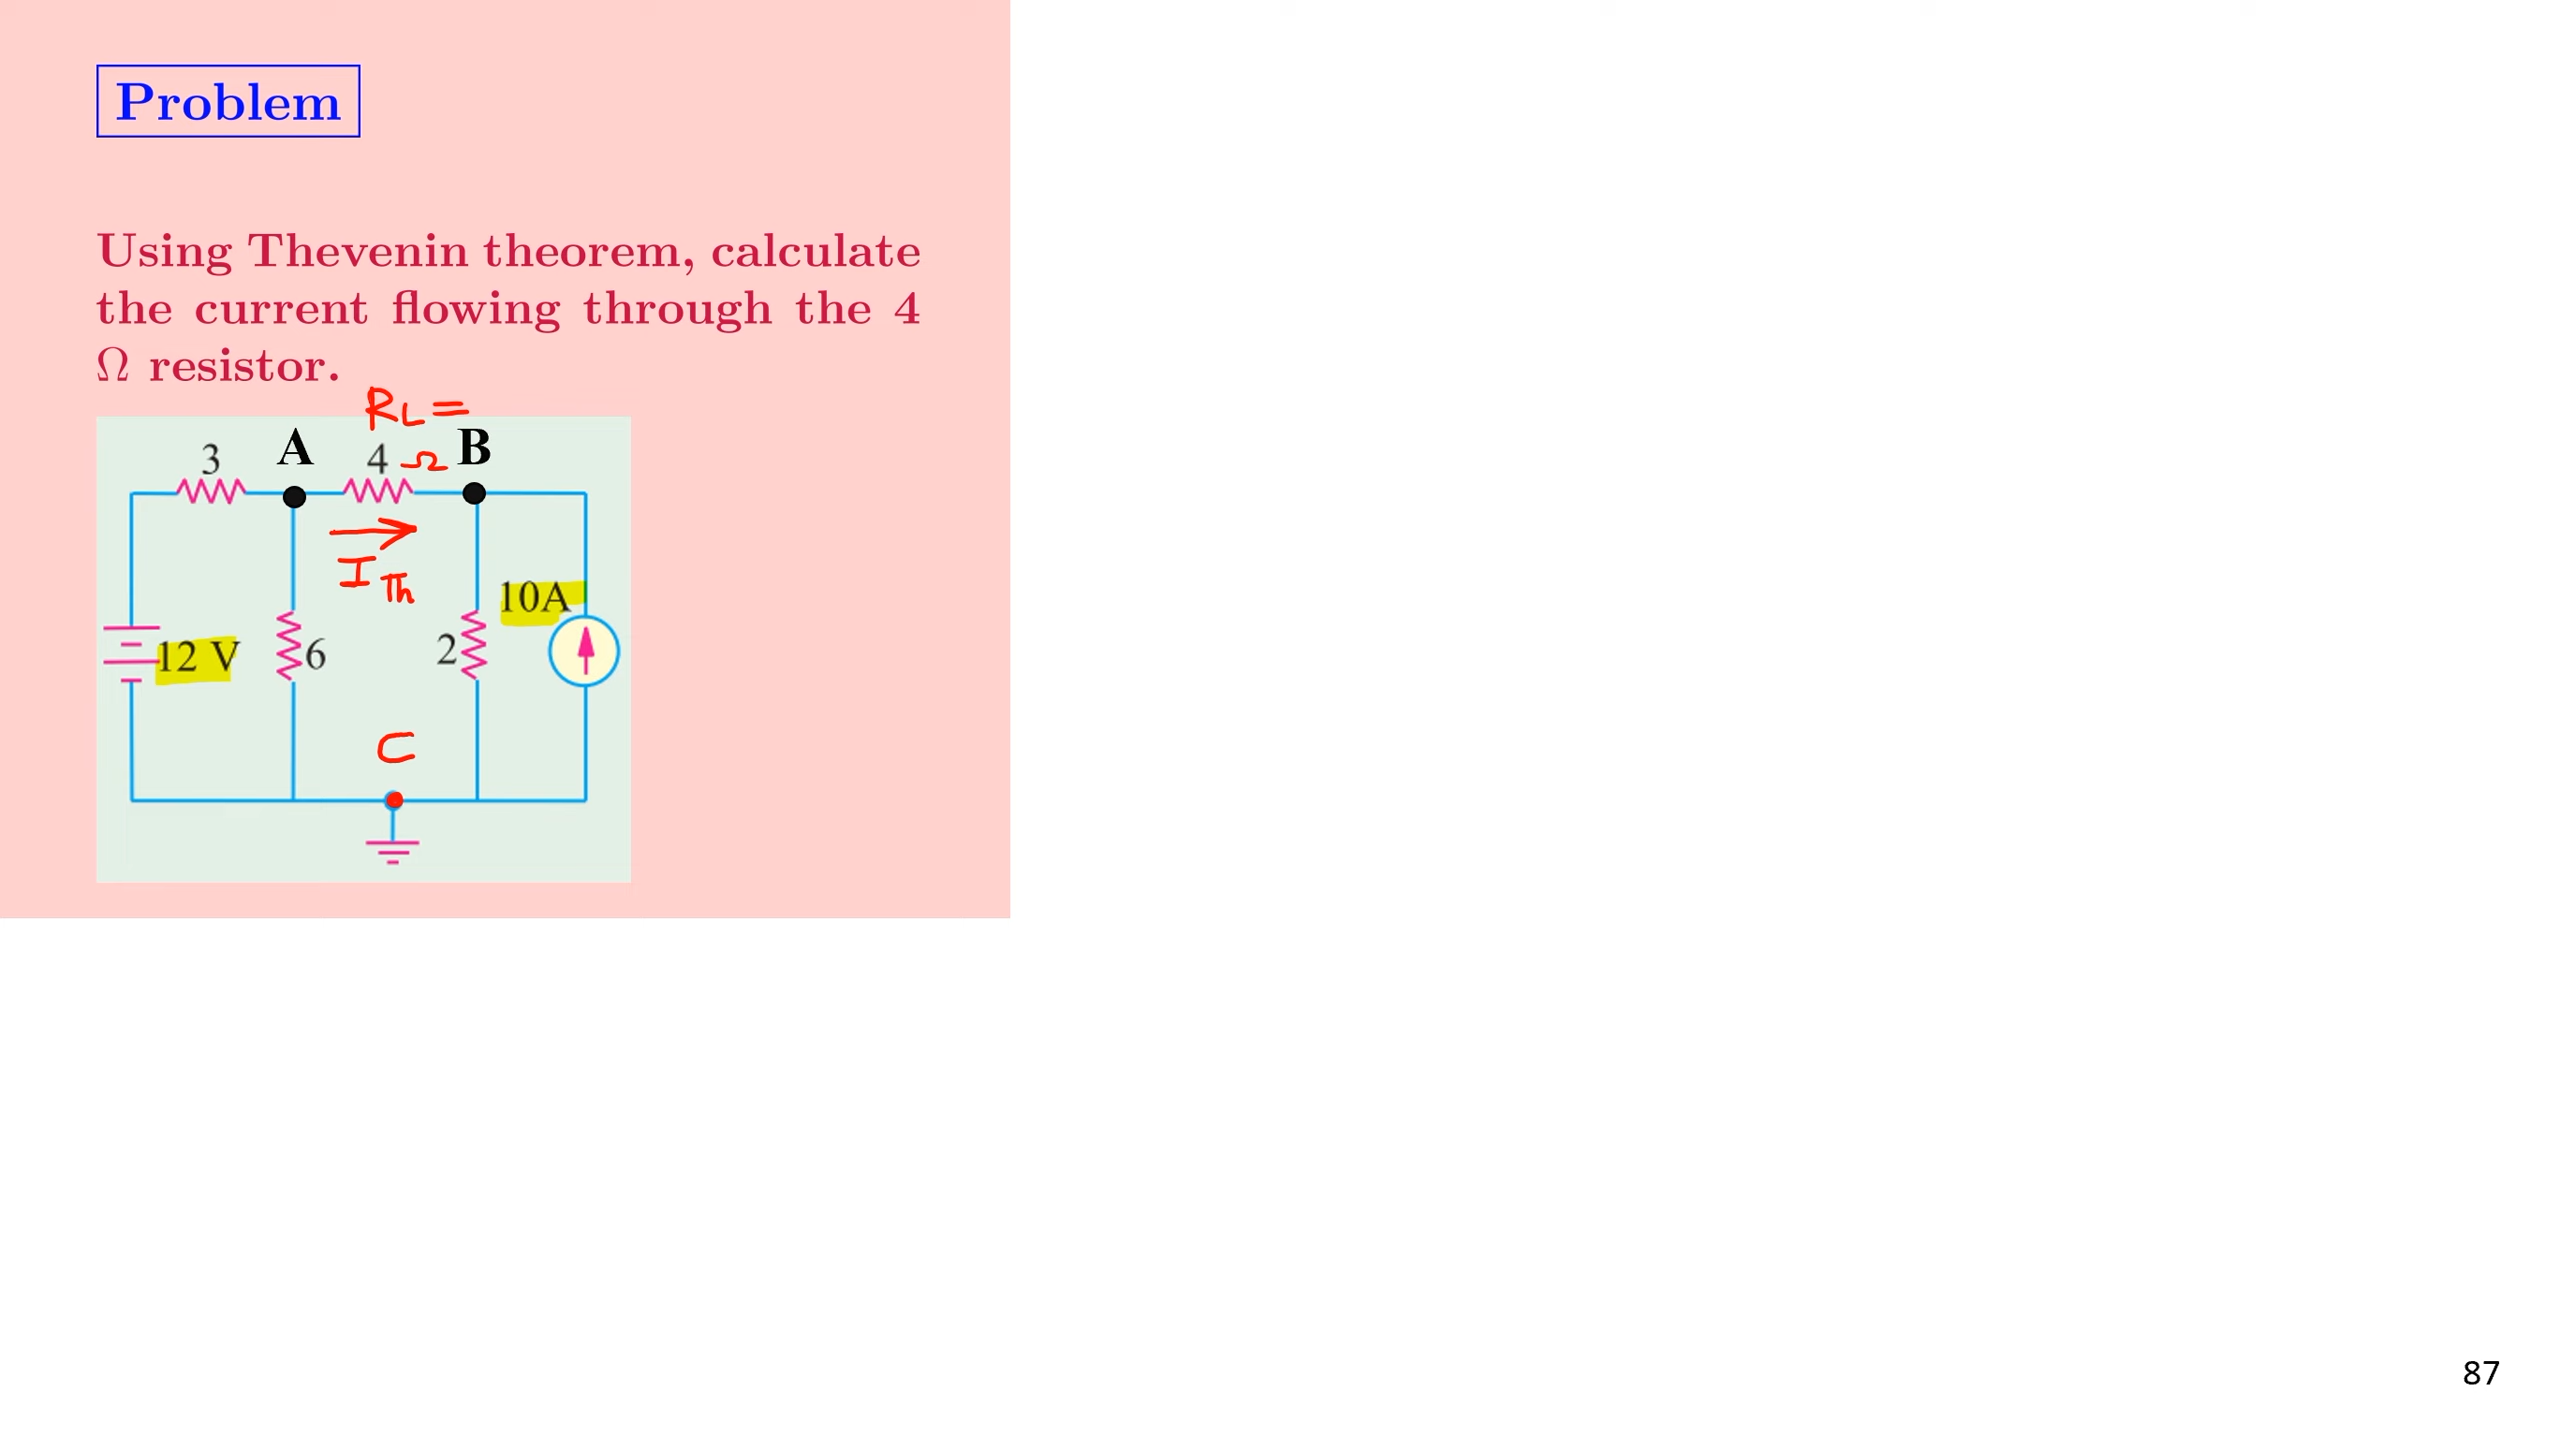 Problem
Using Thevenin theorem, calculate
the current flowing through the 4
Ω resistor.
RL =
3 A 4 Ω B
I Th
10A
12 V 6 2
C
87